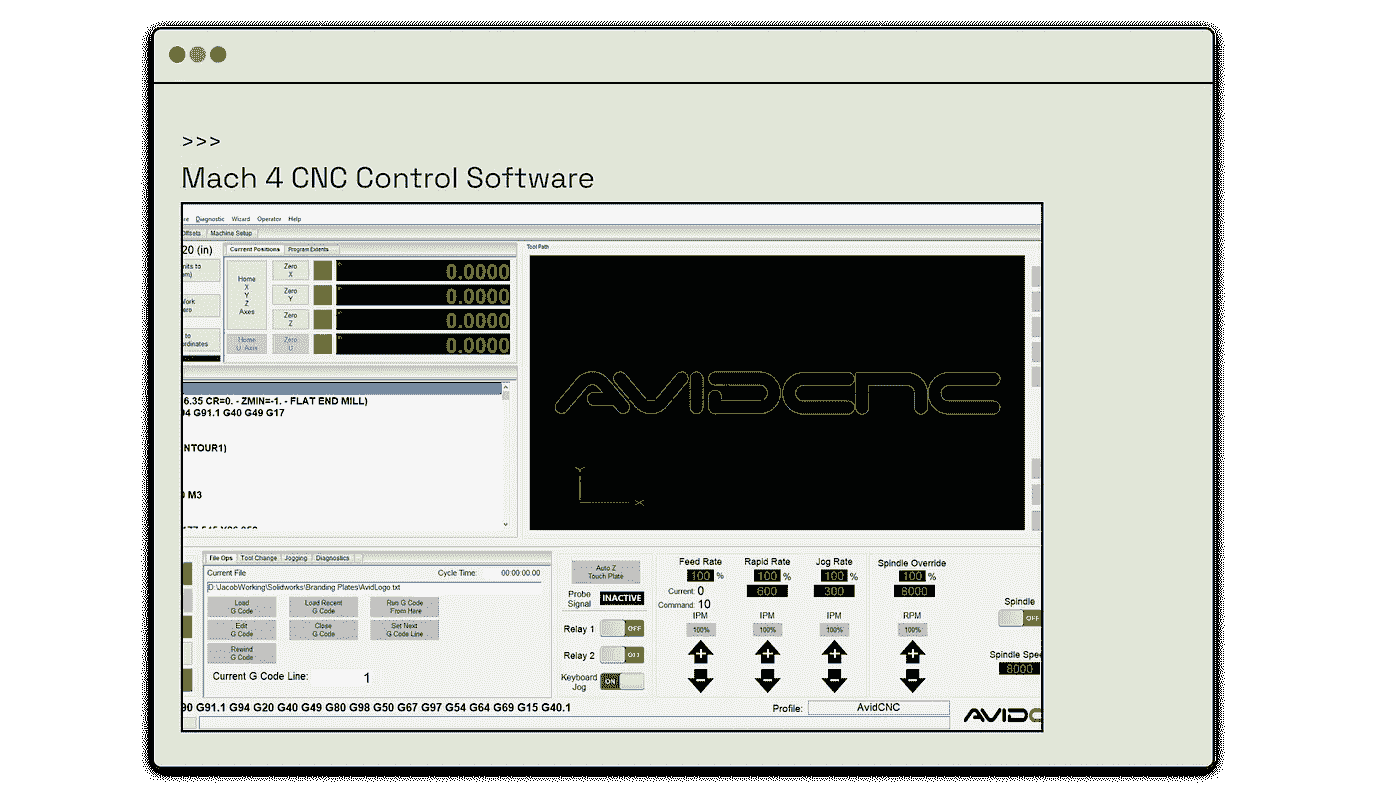 >>>
Mach 4 CNC Control Software
re Diagnostic Wizard Operator Help
Offsets Machine Setup
20 (in)
Current Positions Program Extents
Tool Path
nits to
Home
X
Y
Z
Axes
Zero
X
0.0000
Zero
Y
0.0000
Work
ero
Zero
Z
0.0000
to
ordinates
Home
U Axis
Zero
U
0.0000
6.35 CR=0. - ZMIN=-1. - FLAT END MILL)
G91.1 G40 G49 G17
NTOUR1)
M3
AVIDCNC
Y
X
File Ops Tool Change Jogging Diagnostics
Current File
Cycle Time: 00:00:00.00
D:\JacobWorking\Solidworks\Branding Plates\AvidLogo.txt
Load
G Code
Load Recent
G Code
Run G Code
From Here
Edit
G Code
Close
G Code
Set Next
G Code Line
Rewind
G Code
Current G Code Line: 1
Auto Z
Touch Plate
Probe
Signal
INACTIVE
Relay 1 OFF
Relay 2 OFF
Keyboard
Jog
ON
Feed Rate
100 %
Current: 0
Command: 10
IPM
100%
+
-
Rapid Rate
100 %
600
IPM
100%
+
-
Jog Rate
100 %
300
IPM
100%
+
-
Spindle Override
100 %
8000
RPM
100%
+
-
Spindle
OFF
Spindle Spee
8000
90 G91.1 G94 G20 G40 G49 G80 G98 G50 G67 G97 G54 G64 G69 G15 G40.1
Profile: AvidCNC
AVIDC